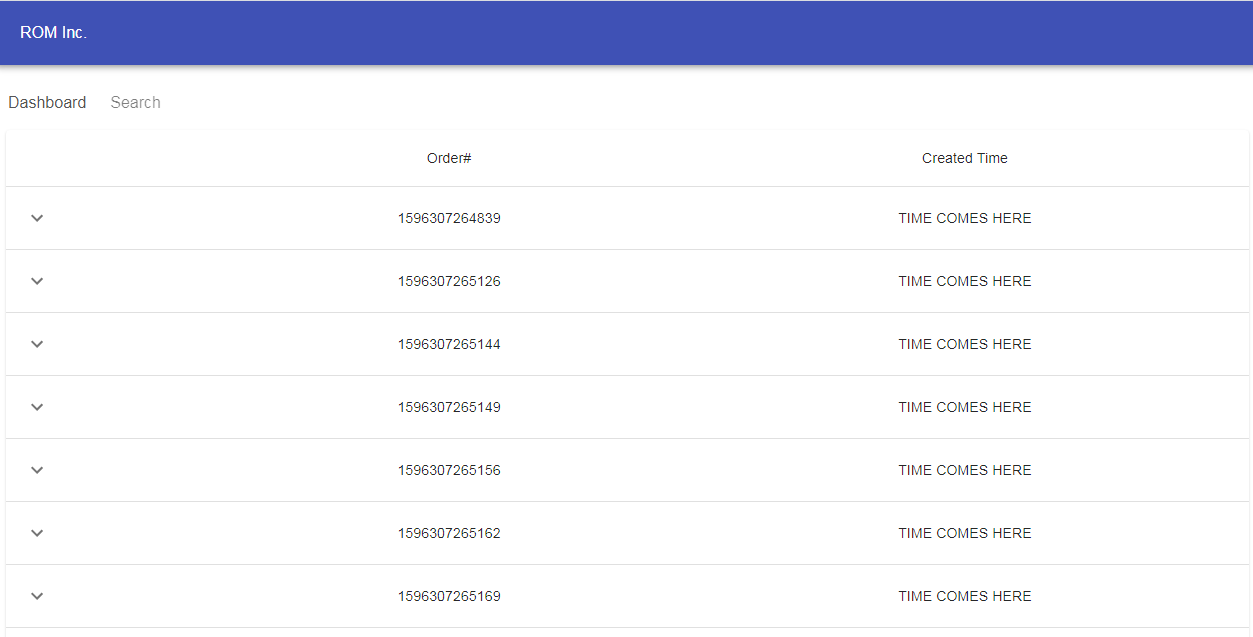 ROM Inc.
Dashboard Search
Order# Created Time
1596307264839 TIME COMES HERE
1596307265126 TIME COMES HERE
1596307265144 TIME COMES HERE
1596307265149 TIME COMES HERE
1596307265156 TIME COMES HERE
1596307265162 TIME COMES HERE
1596307265169 TIME COMES HERE